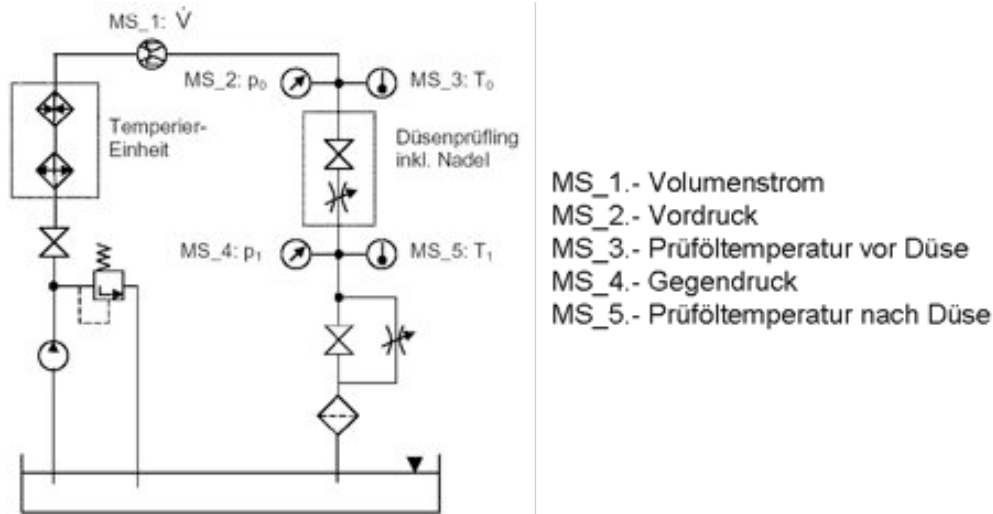 MS_1: V̇
MS_2: p₀
MS_3: T₀
Temperier-
Einheit
Düsenprüfling
inkl. Nadel
MS_4: p₁
MS_5: T₁
MS_1.- Volumenstrom
MS_2.- Vordruck
MS_3.- Prüföltemperatur vor Düse
MS_4.- Gegendruck
MS_5.- Prüföltemperatur nach Düse